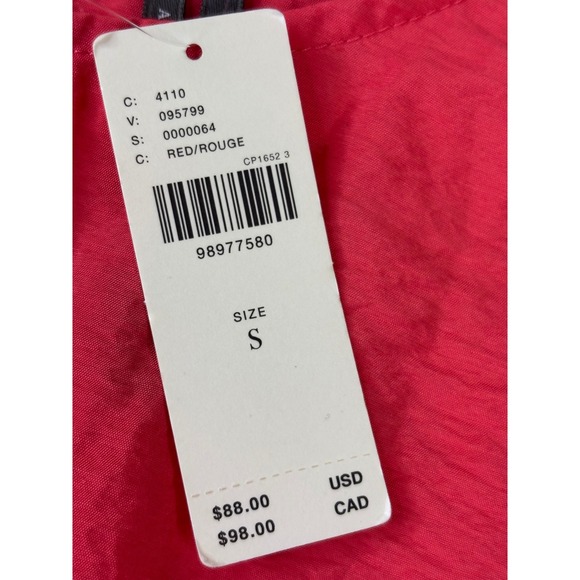 C: 4110
V: 095799
S: 0000064
C: RED/ROUGE
CP1652 3
98977580
SIZE
S
$88.00 USD
$98.00 CAD